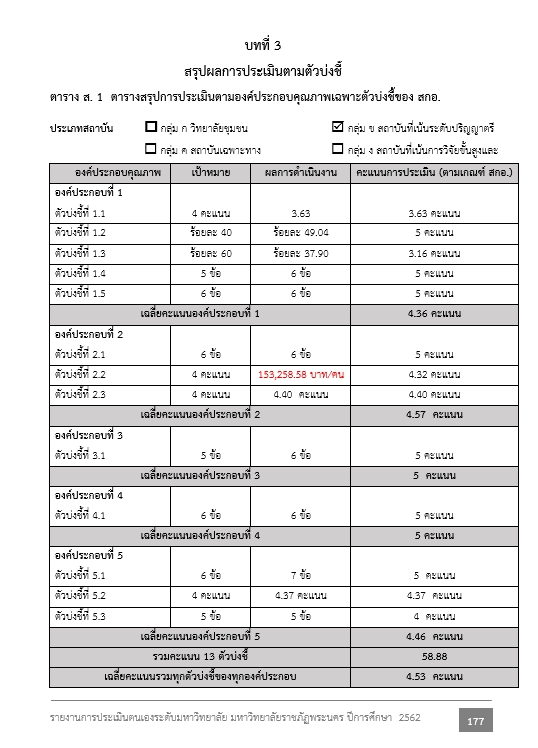 บทที่ 3
สรุปผลการประเมินตามตัวบ่งชี้
ตาราง ส. 1 ตารางสรุปการประเมินตามองค์ประกอบคุณภาพเฉพาะตัวบ่งชี้ของ สกอ.
ประเภทสถาบัน ☐ กลุ่ม ก วิทยาลัยชุมชน ☑ กลุ่ม ข สถาบันที่เน้นระดับปริญญาตรี
☐ กลุ่ม ค สถาบันเฉพาะทาง ☐ กลุ่ม ง สถาบันที่เน้นการวิจัยขั้นสูงและ
องค์ประกอบคุณภาพ เป้าหมาย ผลการดำเนินงาน คะแนนการประเมิน (ตามเกณฑ์ สกอ.)
องค์ประกอบที่ 1
ตัวบ่งชี้ที่ 1.1 4 คะแนน 3.63 3.63 คะแนน
ตัวบ่งชี้ที่ 1.2 ร้อยละ 40 ร้อยละ 49.04 5 คะแนน
ตัวบ่งชี้ที่ 1.3 ร้อยละ 60 ร้อยละ 37.90 3.16 คะแนน
ตัวบ่งชี้ที่ 1.4 5 ข้อ 6 ข้อ 5 คะแนน
ตัวบ่งชี้ที่ 1.5 6 ข้อ 6 ข้อ 5 คะแนน
เฉลี่ยคะแนนองค์ประกอบที่ 1 4.36 คะแนน
องค์ประกอบที่ 2
ตัวบ่งชี้ที่ 2.1 6 ข้อ 6 ข้อ 5 คะแนน
ตัวบ่งชี้ที่ 2.2 4 คะแนน 153,258.58 บาท/คน 4.32 คะแนน
ตัวบ่งชี้ที่ 2.3 4 คะแนน 4.40 คะแนน 4.40 คะแนน
เฉลี่ยคะแนนองค์ประกอบที่ 2 4.57 คะแนน
องค์ประกอบที่ 3
ตัวบ่งชี้ที่ 3.1 5 ข้อ 6 ข้อ 5 คะแนน
เฉลี่ยคะแนนองค์ประกอบที่ 3 5 คะแนน
องค์ประกอบที่ 4
ตัวบ่งชี้ที่ 4.1 6 ข้อ 6 ข้อ 5 คะแนน
เฉลี่ยคะแนนองค์ประกอบที่ 4 5 คะแนน
องค์ประกอบที่ 5
ตัวบ่งชี้ที่ 5.1 6 ข้อ 7 ข้อ 5 คะแนน
ตัวบ่งชี้ที่ 5.2 4 คะแนน 4.37 คะแนน 4.37 คะแนน
ตัวบ่งชี้ที่ 5.3 5 ข้อ 5 ข้อ 4 คะแนน
เฉลี่ยคะแนนองค์ประกอบที่ 5 4.46 คะแนน
รวมคะแนน 13 ตัวบ่งชี้ 58.88
เฉลี่ยคะแนนรวมทุกตัวบ่งชี้ของทุกองค์ประกอบ 4.53 คะแนน
รายงานการประเมินตนเองระดับมหาวิทยาลัย มหาวิทยาลัยราชภัฏพระนคร ปีการศึกษา 2562 177